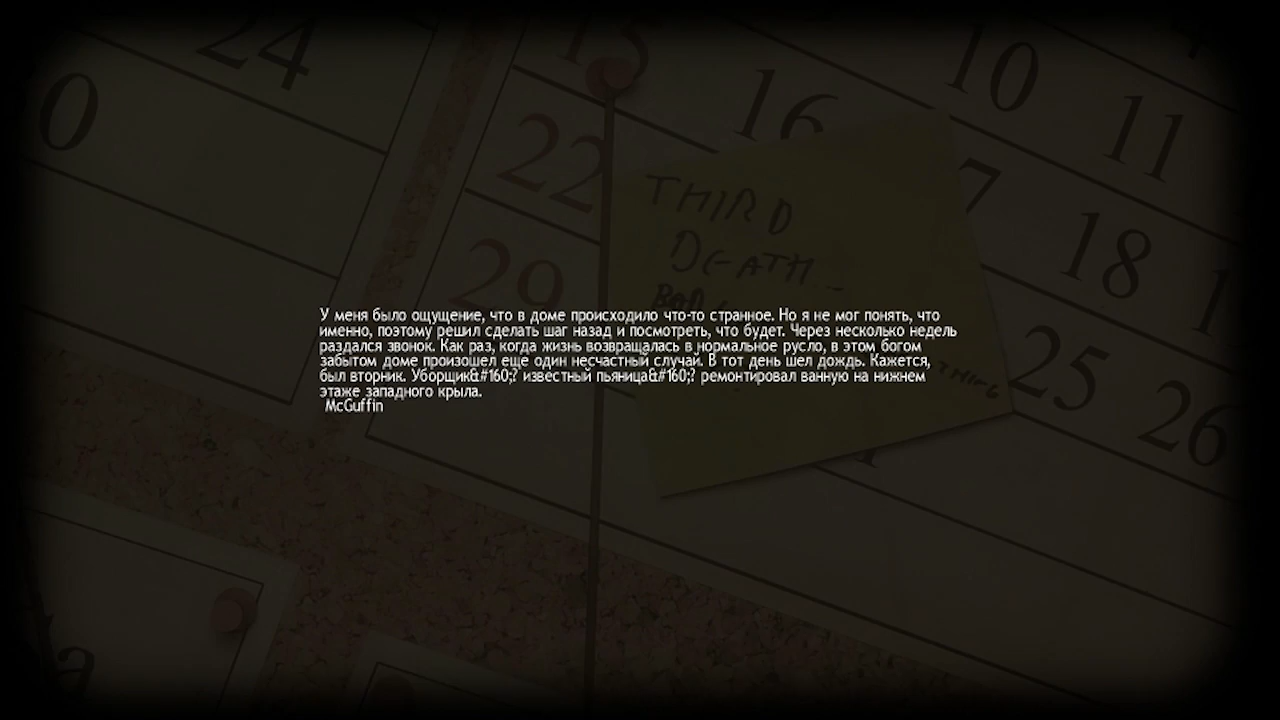 24
15
10
0
16
11
22
THIRD
7
DEATH...
18
29
BAD
У меня было ощущение, что в доме происходило что-то странное. Но я не мог понять, что
именно, поэтому решил сделать шаг назад и посмотреть, что будет. Через несколько недель
раздался звонок. Как раз, когда жизнь возвращалась в нормальное русло, в этом богом
забытом доме произошел еще один несчастный случай. В тот день шел дождь. Кажется,
был вторник. Уборщик&#160;? известный пьяница&#160;? ремонтировал ванную на нижнем
этаже западного крыла.
McGuffin
25
26